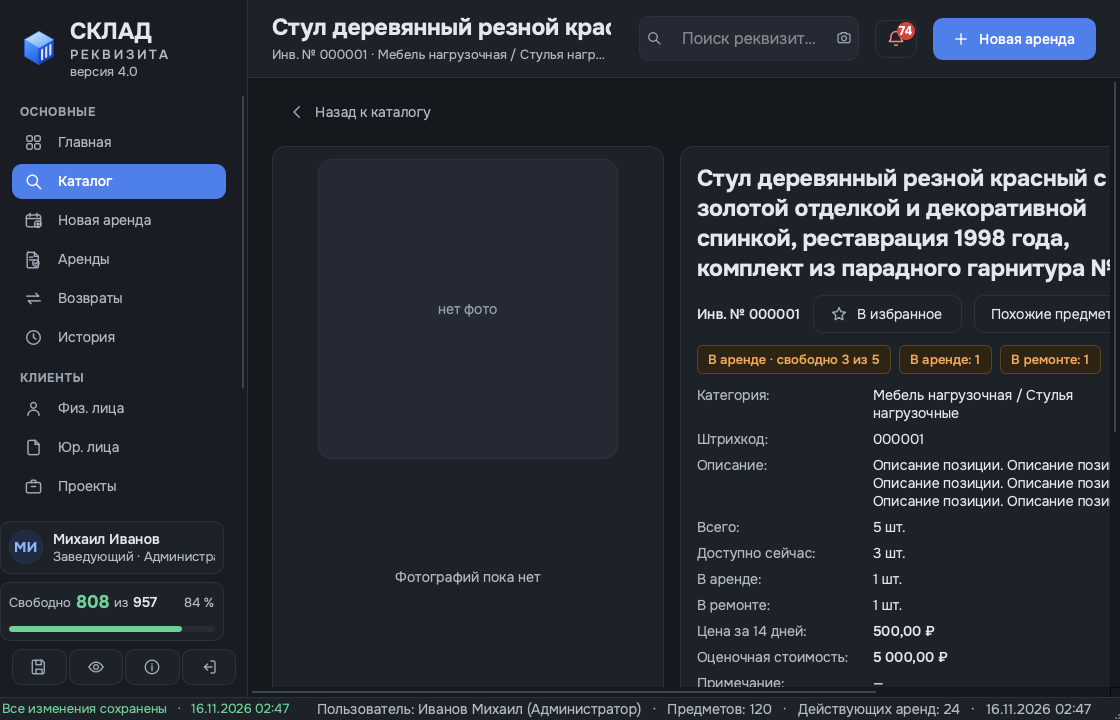 СКЛАД
РЕКВИЗИТА
версия 4.0
ОСНОВНЫЕ
Главная
Каталог
Новая аренда
Аренды
Возвраты
История
КЛИЕНТЫ
Физ. лица
Юр. лица
Проекты
МИ
Михаил Иванов
Заведующий · Администра
Свободно 808 из 957 84 %
Стул деревянный резной крас
Инв. № 000001 · Мебель нагрузочная / Стулья нагр…
Поиск реквизит…
74
Новая аренда
Назад к каталогу
нет фото
Фотографий пока нет
Стул деревянный резной красный с
золотой отделкой и декоративной
спинкой, реставрация 1998 года,
комплект из парадного гарнитура №
Инв. № 000001
В избранное
Похожие предмет
В аренде · свободно 3 из 5
В аренде: 1
В ремонте: 1
Категория: Мебель нагрузочная / Стулья
нагрузочные
Штрихкод: 000001
Описание: Описание позиции. Описание пози
Описание позиции. Описание пози
Описание позиции. Описание пози
Всего: 5 шт.
Доступно сейчас: 3 шт.
В аренде: 1 шт.
В ремонте: 1 шт.
Цена за 14 дней: 500,00 ₽
Оценочная стоимость: 5 000,00 ₽
Примечание: —
Все изменения сохранены · 16.11.2026 02:47
Пользователь: Иванов Михаил (Администратор) · Предметов: 120 · Действующих аренд: 24 · 16.11.2026 02:47